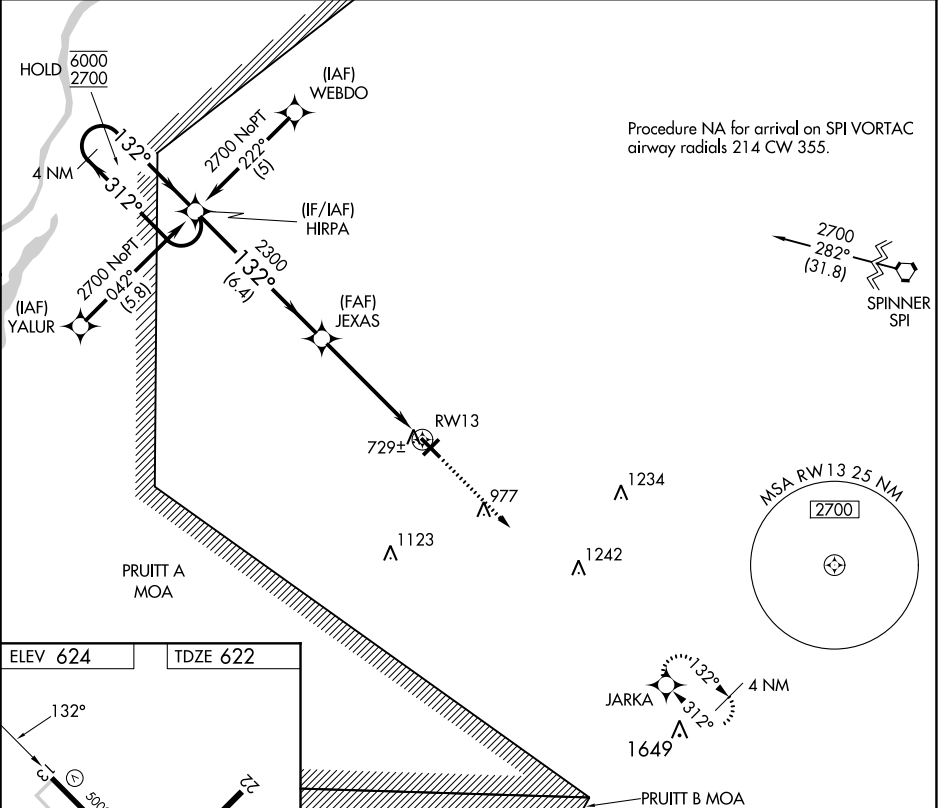 HOLD 6000
2700
(IAF)
WEBDO
Procedure NA for arrival on SPI VORTAC
airway radials 214 CW 355.
132°
4 NM
312°
2700 NoPT
222°
(5)
(IF/IAF)
HIRPA
2700 NoPT
042°
(5.8)
(IAF)
YALUR
2300
132°
(6.4)
(FAF)
JEXAS
2700
282°
(31.8)
SPINNER
SPI
RW13
729±
977
1234
1123
1242
MSA RW13 25 NM
2700
PRUITT A
MOA
ELEV 624
TDZE 622
132°
13
V
22
JARKA
132°
4 NM
312°
1649
PRUITT B MOA